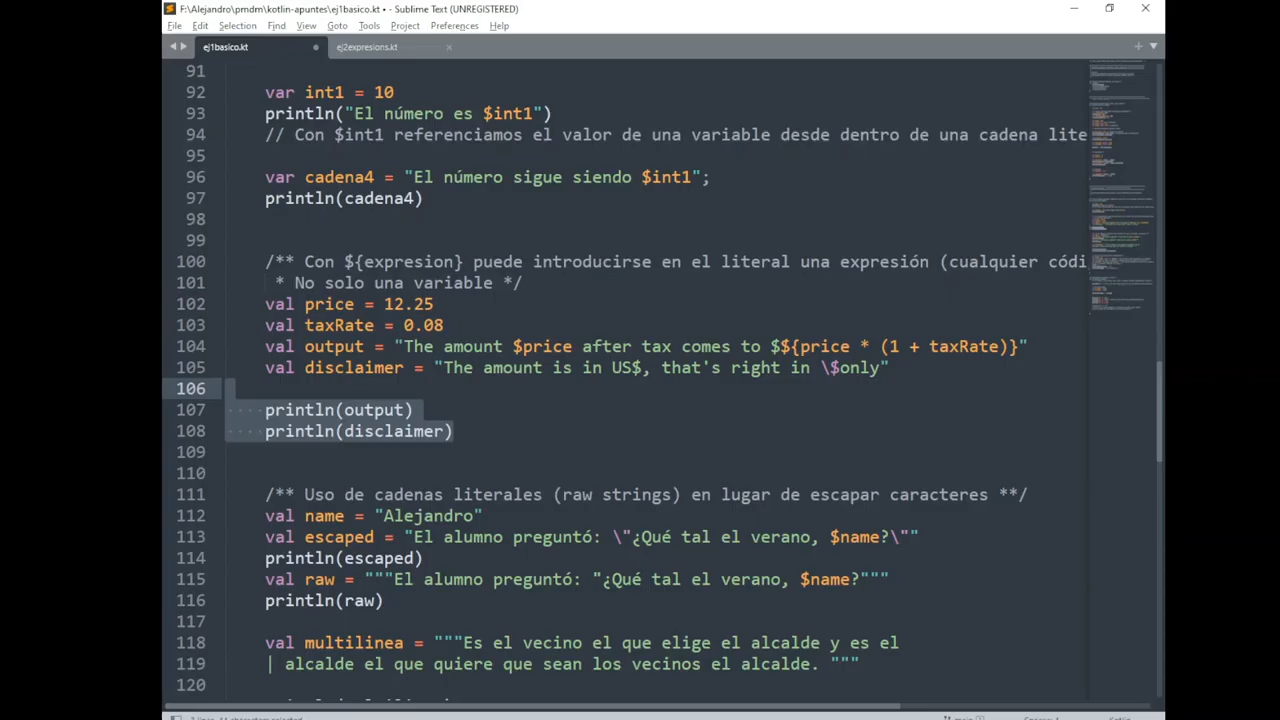 F:\Alejandro\pmdm\kotlin-apuntes\ej1basico.kt • - Sublime Text (UNREGISTERED)
File Edit Selection Find View Goto Tools Project Preferences Help
ej1basico.kt ej2expresions.kt
91
92 var int1 = 10
93 println("El número es $int1")
94 // Con $int1 referenciamos el valor de una variable desde dentro de una cadena lite
95
96 var cadena4 = "El número sigue siendo $int1";
97 println(cadena4)
98
99
100 /** Con ${expresion} puede introducirse en el literal una expresión (cualquier códi
101 * No solo una variable */
102 val price = 12.25
103 val taxRate = 0.08
104 val output = "The amount $price after tax comes to $${price * (1 + taxRate)}"
105 val disclaimer = "The amount is in US$, that's right in \$only"
106
107 println(output)
108 println(disclaimer)
109
110
111 /** Uso de cadenas literales (raw strings) en lugar de escapar caracteres **/
112 val name = "Alejandro"
113 val escaped = "El alumno preguntó: \"¿Qué tal el verano, $name?\""
114 println(escaped)
115 val raw = """El alumno preguntó: "¿Qué tal el verano, $name?"""
116 println(raw)
117
118 val multilinea = """Es el vecino el que elige el alcalde y es el
119 | alcalde el que quiere que sean los vecinos el alcalde. """
120